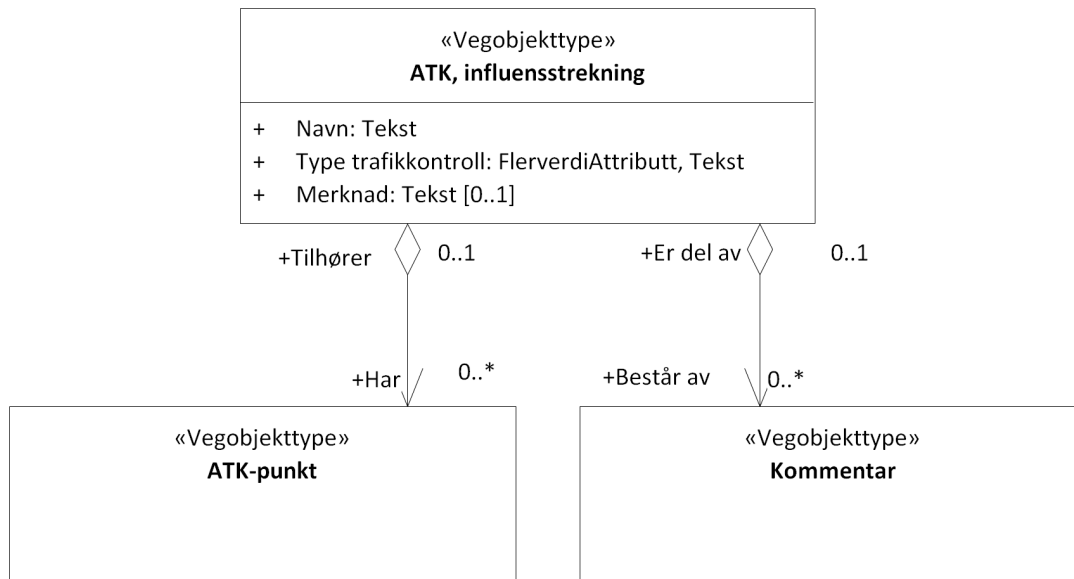 «Vegobjekttype»
ATK, influensstrekning
+ Navn: Tekst
+ Type trafikkontroll: FlerverdiAttributt, Tekst
+ Merknad: Tekst [0..1]
+Tilhører 0..1 +Er del av 0..1
+Har 0..* +Består av 0..*
«Vegobjekttype» «Vegobjekttype»
ATK-punkt Kommentar